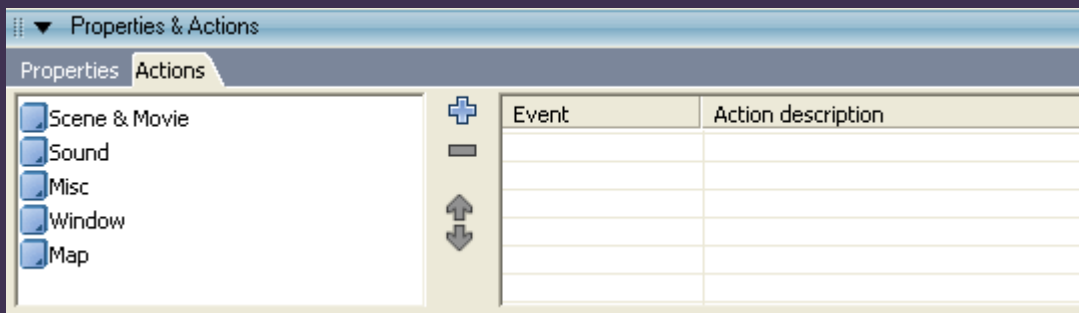 Properties & Actions
Properties Actions
Scene & Movie
Sound
Misc
Window
Map
Event Action description